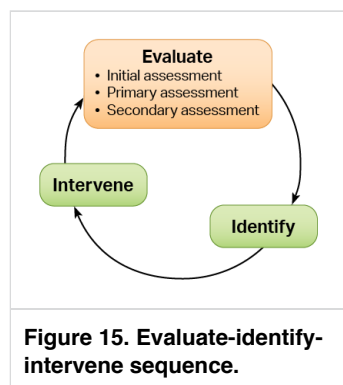 Evaluate
• Initial assessment
• Primary assessment
• Secondary assessment
Intervene
Identify
Figure 15. Evaluate-identify-
intervene sequence.